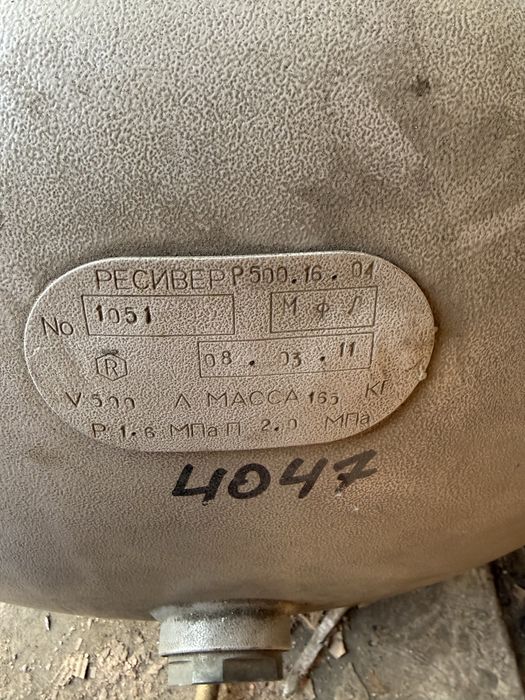 РЕСИВЕР Р500.16.04
No 1051 М Ф Л
R 08.03.11
V 500 Л МАССА 165 КГ
Р 1.6 МПа П 2.0 МПа
4047